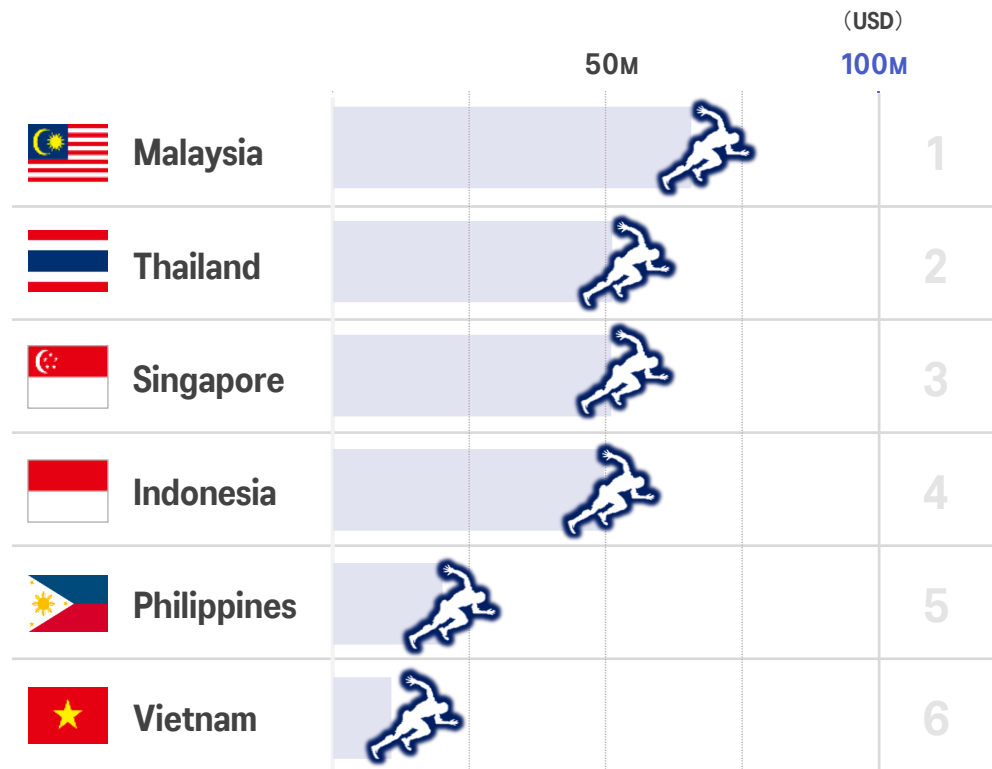 （USD）
50M 100M
Malaysia 1
Thailand 2
Singapore 3
Indonesia 4
Philippines 5
Vietnam 6